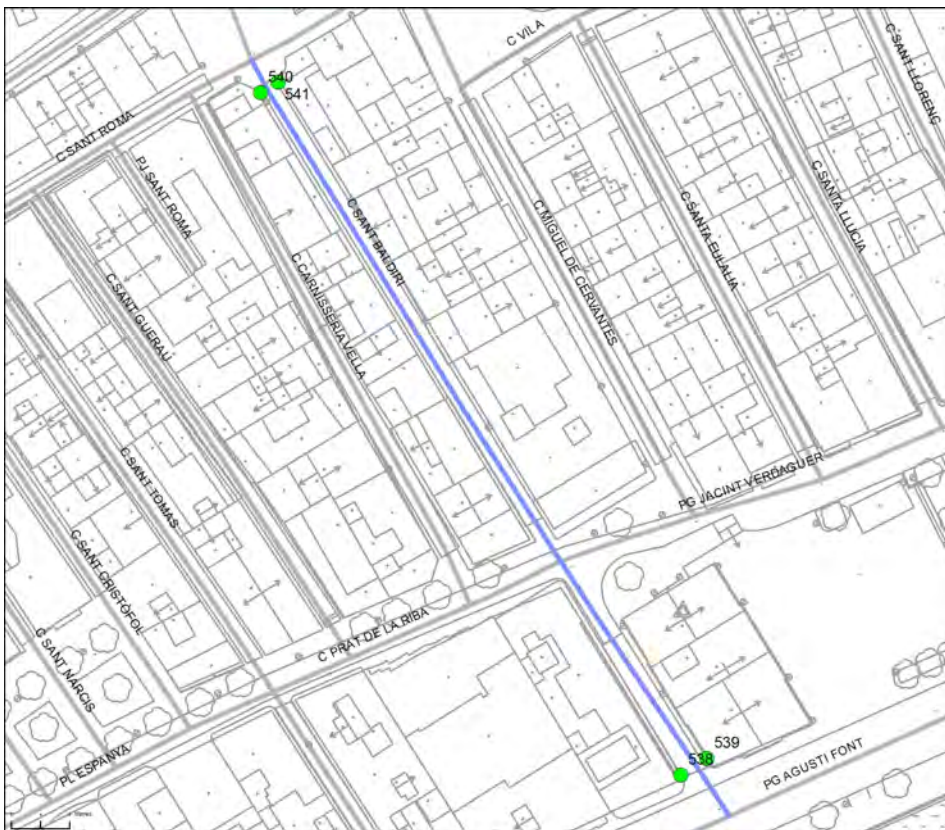 C VILA
C SANT LLORENÇ
540
541
C SANT ROMA
PJ SANT ROMA
C SANT BALDIRI
C MIGUEL DE CERVANTES
C SANTA EULALIA
C SANTA LLUCIA
C CARNISSERIA VELLA
C SANT GUERAU
C SANT TOMAS
C SANT CRISTOFOL
C SANT NARCIS
PG JACINT VERDAGUER
C PRAT DE LA RIBA
PL ESPANYA
539
538
PG AGUSTI FONT